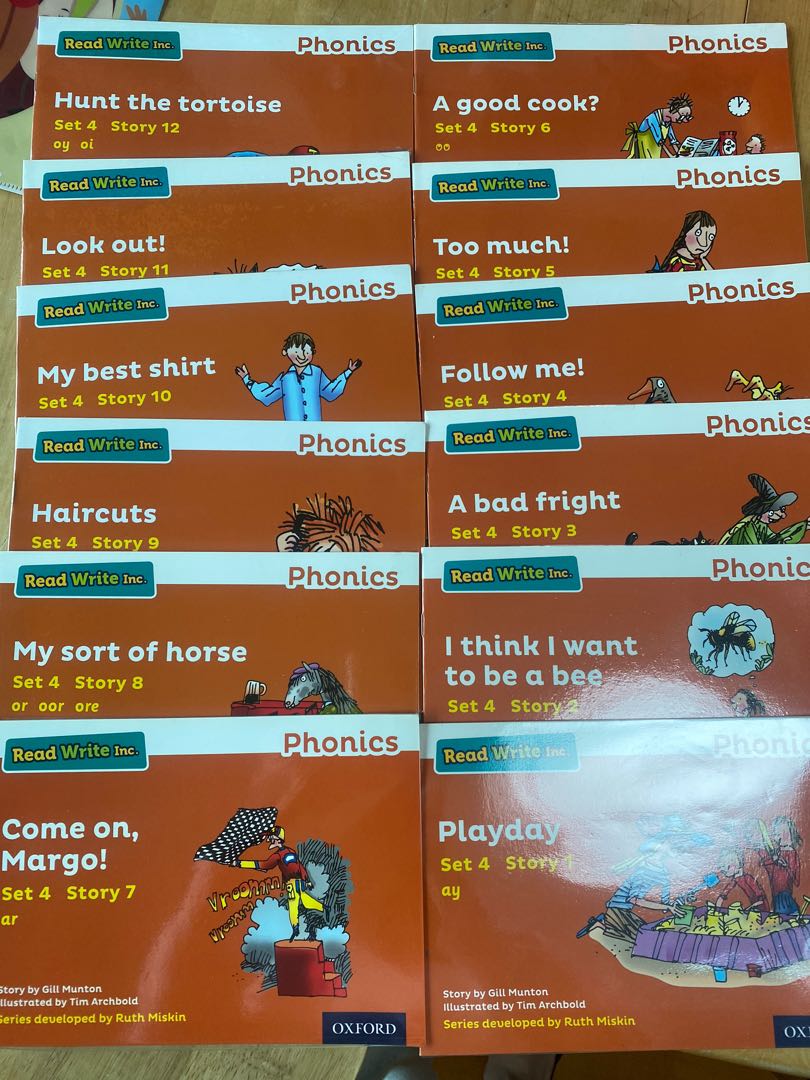 Read Write Inc.
Phonics
Hunt the tortoise
Set 4 Story 12
oy oi
Read Write Inc.
Phonics
Look out!
Set 4 Story 11
Read Write Inc.
Phonics
My best shirt
Set 4 Story 10
Read Write Inc.
Phonics
Haircuts
Set 4 Story 9
Read Write Inc.
Phonics
My sort of horse
Set 4 Story 8
or oor ore
Read Write Inc.
Phonics
Come on,
Margo!
Set 4 Story 7
ar
Vroomm!
Vroomm
Story by Gill Munton
Illustrated by Tim Archbold
Series developed by Ruth Miskin
OXFORD
Read Write Inc.
Phonics
A good cook?
Set 4 Story 6
oo
Read Write Inc.
Phonics
Too much!
Set 4 Story 5
Read Write Inc.
Phonics
Follow me!
Set 4 Story 4
Read Write Inc.
Phonics
A bad fright
Set 4 Story 3
Read Write Inc.
Phonic
I think I want
to be a bee
Set 4 Story 2
Read Write Inc.
Phonic
Playday
Set 4 Story 1
ay
Story by Gill Munton
Illustrated by Tim Archbold
Series developed by Ruth Miskin
OXF